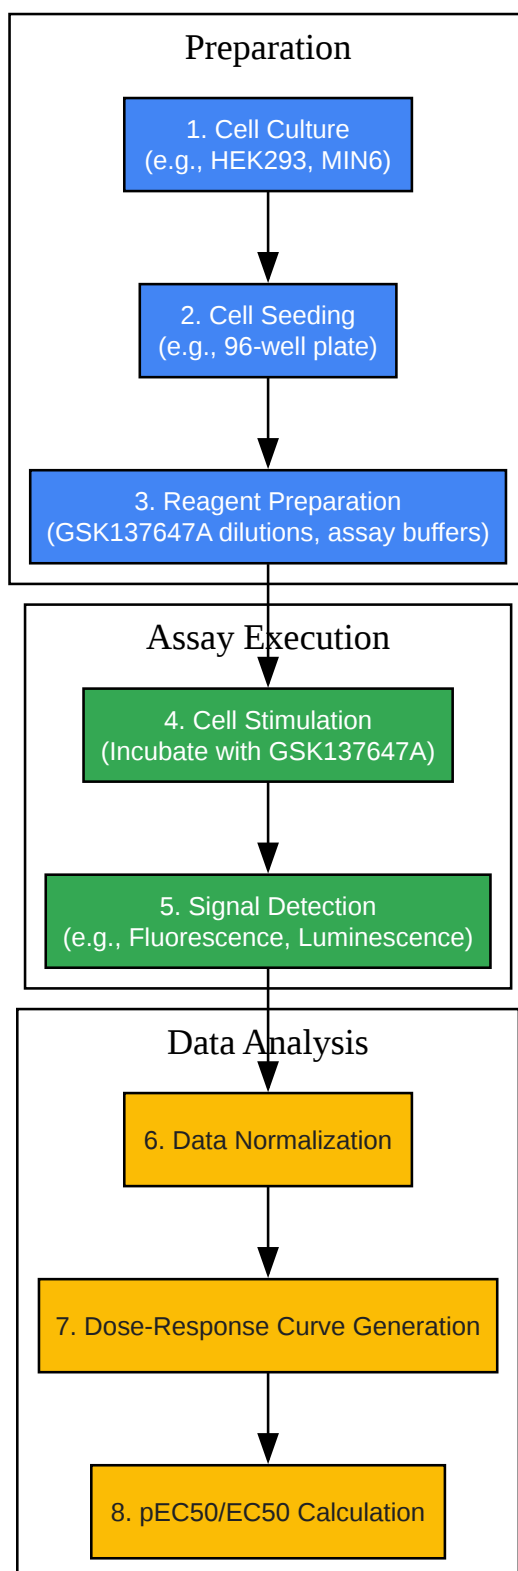 Preparation
1. Cell Culture
(e.g., HEK293, MIN6)
2. Cell Seeding
(e.g., 96-well plate)
3. Reagent Preparation
(GSK137647A dilutions, assay buffers)
Assay Execution
4. Cell Stimulation
(Incubate with GSK137647A)
5. Signal Detection
(e.g., Fluorescence, Luminescence)
Data Analysis
6. Data Normalization
7. Dose-Response Curve Generation
8. pEC50/EC50 Calculation